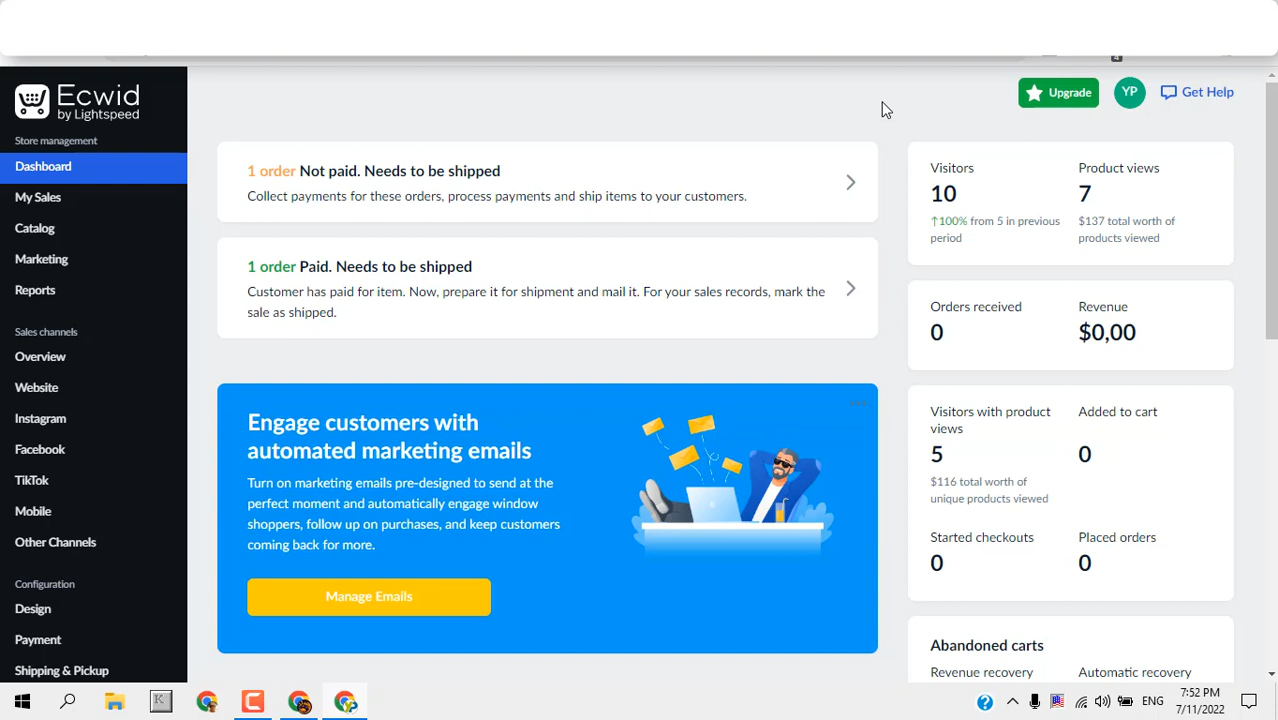 4
Ecwid
by Lightspeed
Store management
Dashboard
My Sales
Catalog
Marketing
Reports
Sales channels
Overview
Website
Instagram
Facebook
TikTok
Mobile
Other Channels
Configuration
Design
Payment
Shipping & Pickup
Upgrade
YP
Get Help
1 order Not paid. Needs to be shipped
Collect payments for these orders, process payments and ship items to your customers.
1 order Paid. Needs to be shipped
Customer has paid for item. Now, prepare it for shipment and mail it. For your sales records, mark the
sale as shipped.
Engage customers with
automated marketing emails
Turn on marketing emails pre-designed to send at the
perfect moment and automatically engage window
shoppers, follow up on purchases, and keep customers
coming back for more.
Manage Emails
Visitors
10
↑100% from 5 in previous
period
Product views
7
$137 total worth of
products viewed
Orders received
0
Revenue
$0,00
Visitors with product
views
5
$116 total worth of
unique products viewed
Added to cart
0
Started checkouts
0
Placed orders
0
Abandoned carts
Revenue recovery
Automatic recovery
K
?
ENG
7:52 PM
7/11/2022